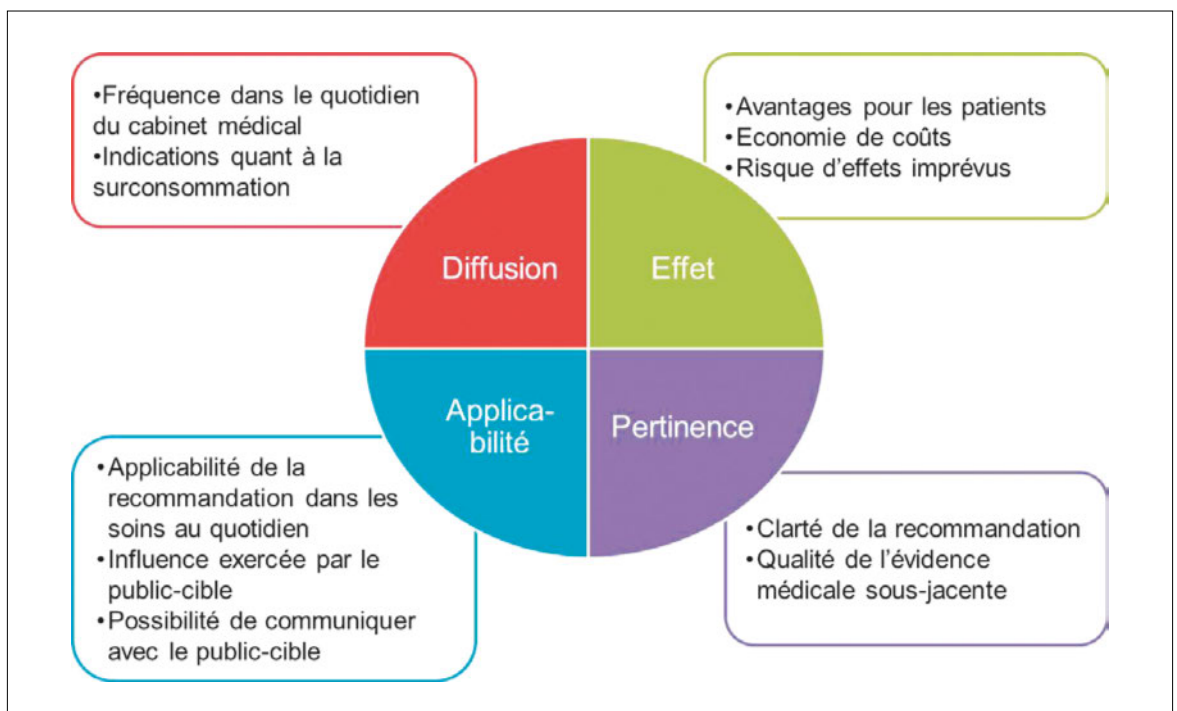 •Fréquence dans le quotidien
du cabinet médical
•Indications quant à la
surconsommation
•Avantages pour les patients
•Economie de coûts
•Risque d'effets imprévus
Diffusion
Effet
Applica-
bilité
Pertinence
•Applicabilité de la
recommandation dans les
soins au quotidien
•Influence exercée par le
public-cible
•Possibilité de communiquer
avec le public-cible
•Clarté de la recommandation
•Qualité de l'évidence
médicale sous-jacente